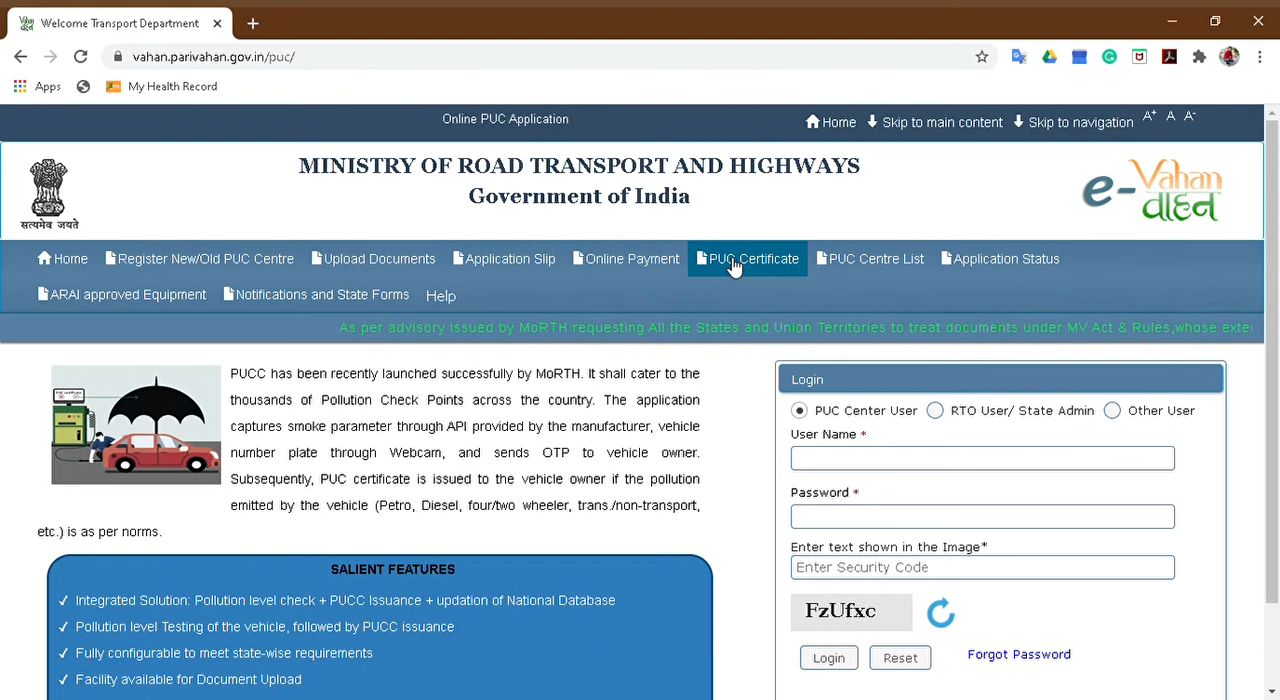 Welcome Transport Department
vahan.parivahan.gov.in/puc/
Apps My Health Record
Online PUC Application Home Skip to main content Skip to navigation A+ A A-
MINISTRY OF ROAD TRANSPORT AND HIGHWAYS
Government of India
सत्यमेव जयते
e-Vahan
वाहन
Home Register New/Old PUC Centre Upload Documents Application Slip Online Payment PUC Certificate PUC Centre List Application Status
ARAI approved Equipment Notifications and State Forms Help
As per advisory issued by MoRTH requesting All the States and Union Territories to treat documents under MV Act & Rules,whose exte
PUCC has been recently launched successfully by MoRTH. It shall cater to the
thousands of Pollution Check Points across the country. The application
captures smoke parameter through API provided by the manufacturer, vehicle
number plate through Webcam, and sends OTP to vehicle owner.
Subsequently, PUC certificate is issued to the vehicle owner if the pollution
emitted by the vehicle (Petro, Diesel, four/two wheeler, trans./non-transport,
etc.) is as per norms.
SALIENT FEATURES
✓ Integrated Solution: Pollution level check + PUCC Issuance + updation of National Database
✓ Pollution level Testing of the vehicle, followed by PUCC issuance
✓ Fully configurable to meet state-wise requirements
✓ Facility available for Document Upload
Login
PUC Center User RTO User/ State Admin Other User
User Name *
Password *
Enter text shown in the Image*
Enter Security Code
FzUfxc
Login Reset Forgot Password